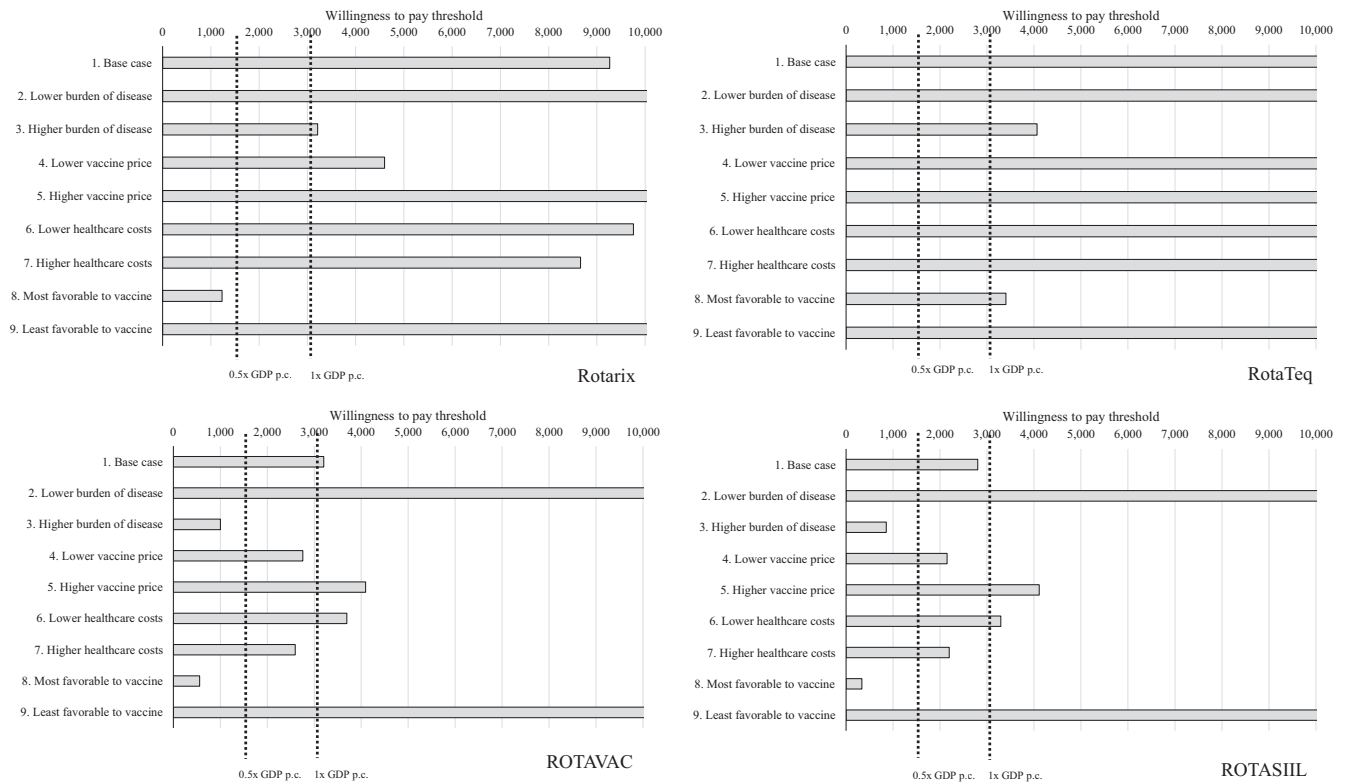 Willingness to pay threshold
0 1,000 2,000 3,000 4,000 5,000 6,000 7,000 8,000 9,000 10,000
1. Base case
2. Lower burden of disease
3. Higher burden of disease
4. Lower vaccine price
5. Higher vaccine price
6. Lower healthcare costs
7. Higher healthcare costs
8. Most favorable to vaccine
9. Least favorable to vaccine
0.5x GDP p.c. 1x GDP p.c.
Rotarix
Willingness to pay threshold
0 1,000 2,000 3,000 4,000 5,000 6,000 7,000 8,000 9,000 10,000
1. Base case
2. Lower burden of disease
3. Higher burden of disease
4. Lower vaccine price
5. Higher vaccine price
6. Lower healthcare costs
7. Higher healthcare costs
8. Most favorable to vaccine
9. Least favorable to vaccine
0.5x GDP p.c. 1x GDP p.c.
RotaTeq
Willingness to pay threshold
0 1,000 2,000 3,000 4,000 5,000 6,000 7,000 8,000 9,000 10,000
1. Base case
2. Lower burden of disease
3. Higher burden of disease
4. Lower vaccine price
5. Higher vaccine price
6. Lower healthcare costs
7. Higher healthcare costs
8. Most favorable to vaccine
9. Least favorable to vaccine
0.5x GDP p.c. 1x GDP p.c.
ROTAVAC
Willingness to pay threshold
0 1,000 2,000 3,000 4,000 5,000 6,000 7,000 8,000 9,000 10,000
1. Base case
2. Lower burden of disease
3. Higher burden of disease
4. Lower vaccine price
5. Higher vaccine price
6. Lower healthcare costs
7. Higher healthcare costs
8. Most favorable to vaccine
9. Least favorable to vaccine
0.5x GDP p.c. 1x GDP p.c.
ROTASIIL